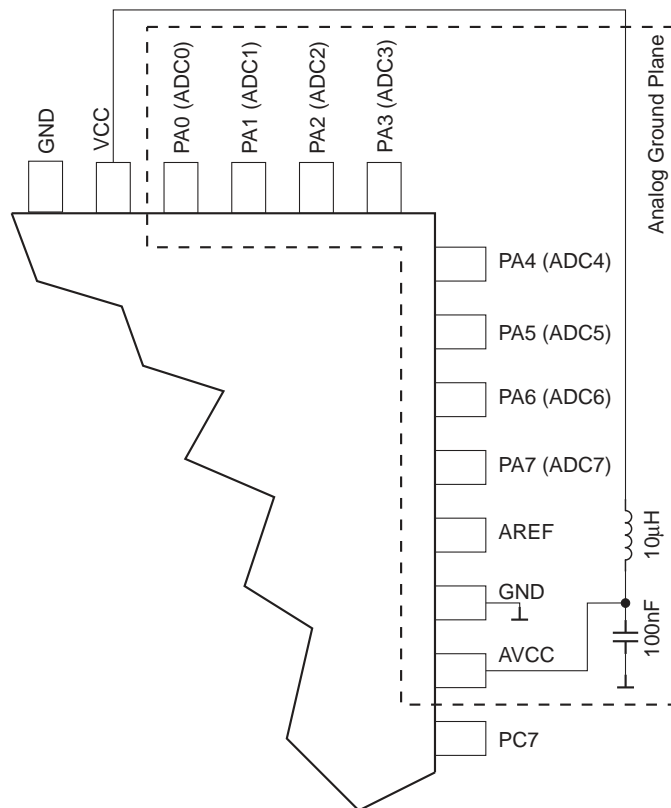 GND
VCC
PA0 (ADC0)
PA1 (ADC1)
PA2 (ADC2)
PA3 (ADC3)
Analog Ground Plane
PA4 (ADC4)
PA5 (ADC5)
PA6 (ADC6)
PA7 (ADC7)
AREF
10μH
GND
AVCC
100nF
PC7